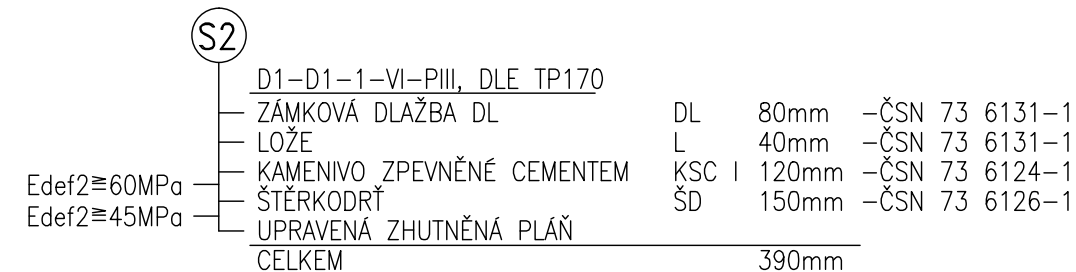 S2
D1-D1-1-VI-PIII, DLE TP170
ZÁMKOVÁ DLAŽBA DL DL 80mm -ČSN 73 6131-1
LOŽE L 40mm -ČSN 73 6131-1
KAMENIVO ZPEVNĚNÉ CEMENTEM KSC I 120mm -ČSN 73 6124-1
Edef2≧60MPa
ŠTĚRKODRŤ ŠD 150mm -ČSN 73 6126-1
Edef2≧45MPa
UPRAVENÁ ZHUTNĚNÁ PLÁŇ
CELKEM 390mm